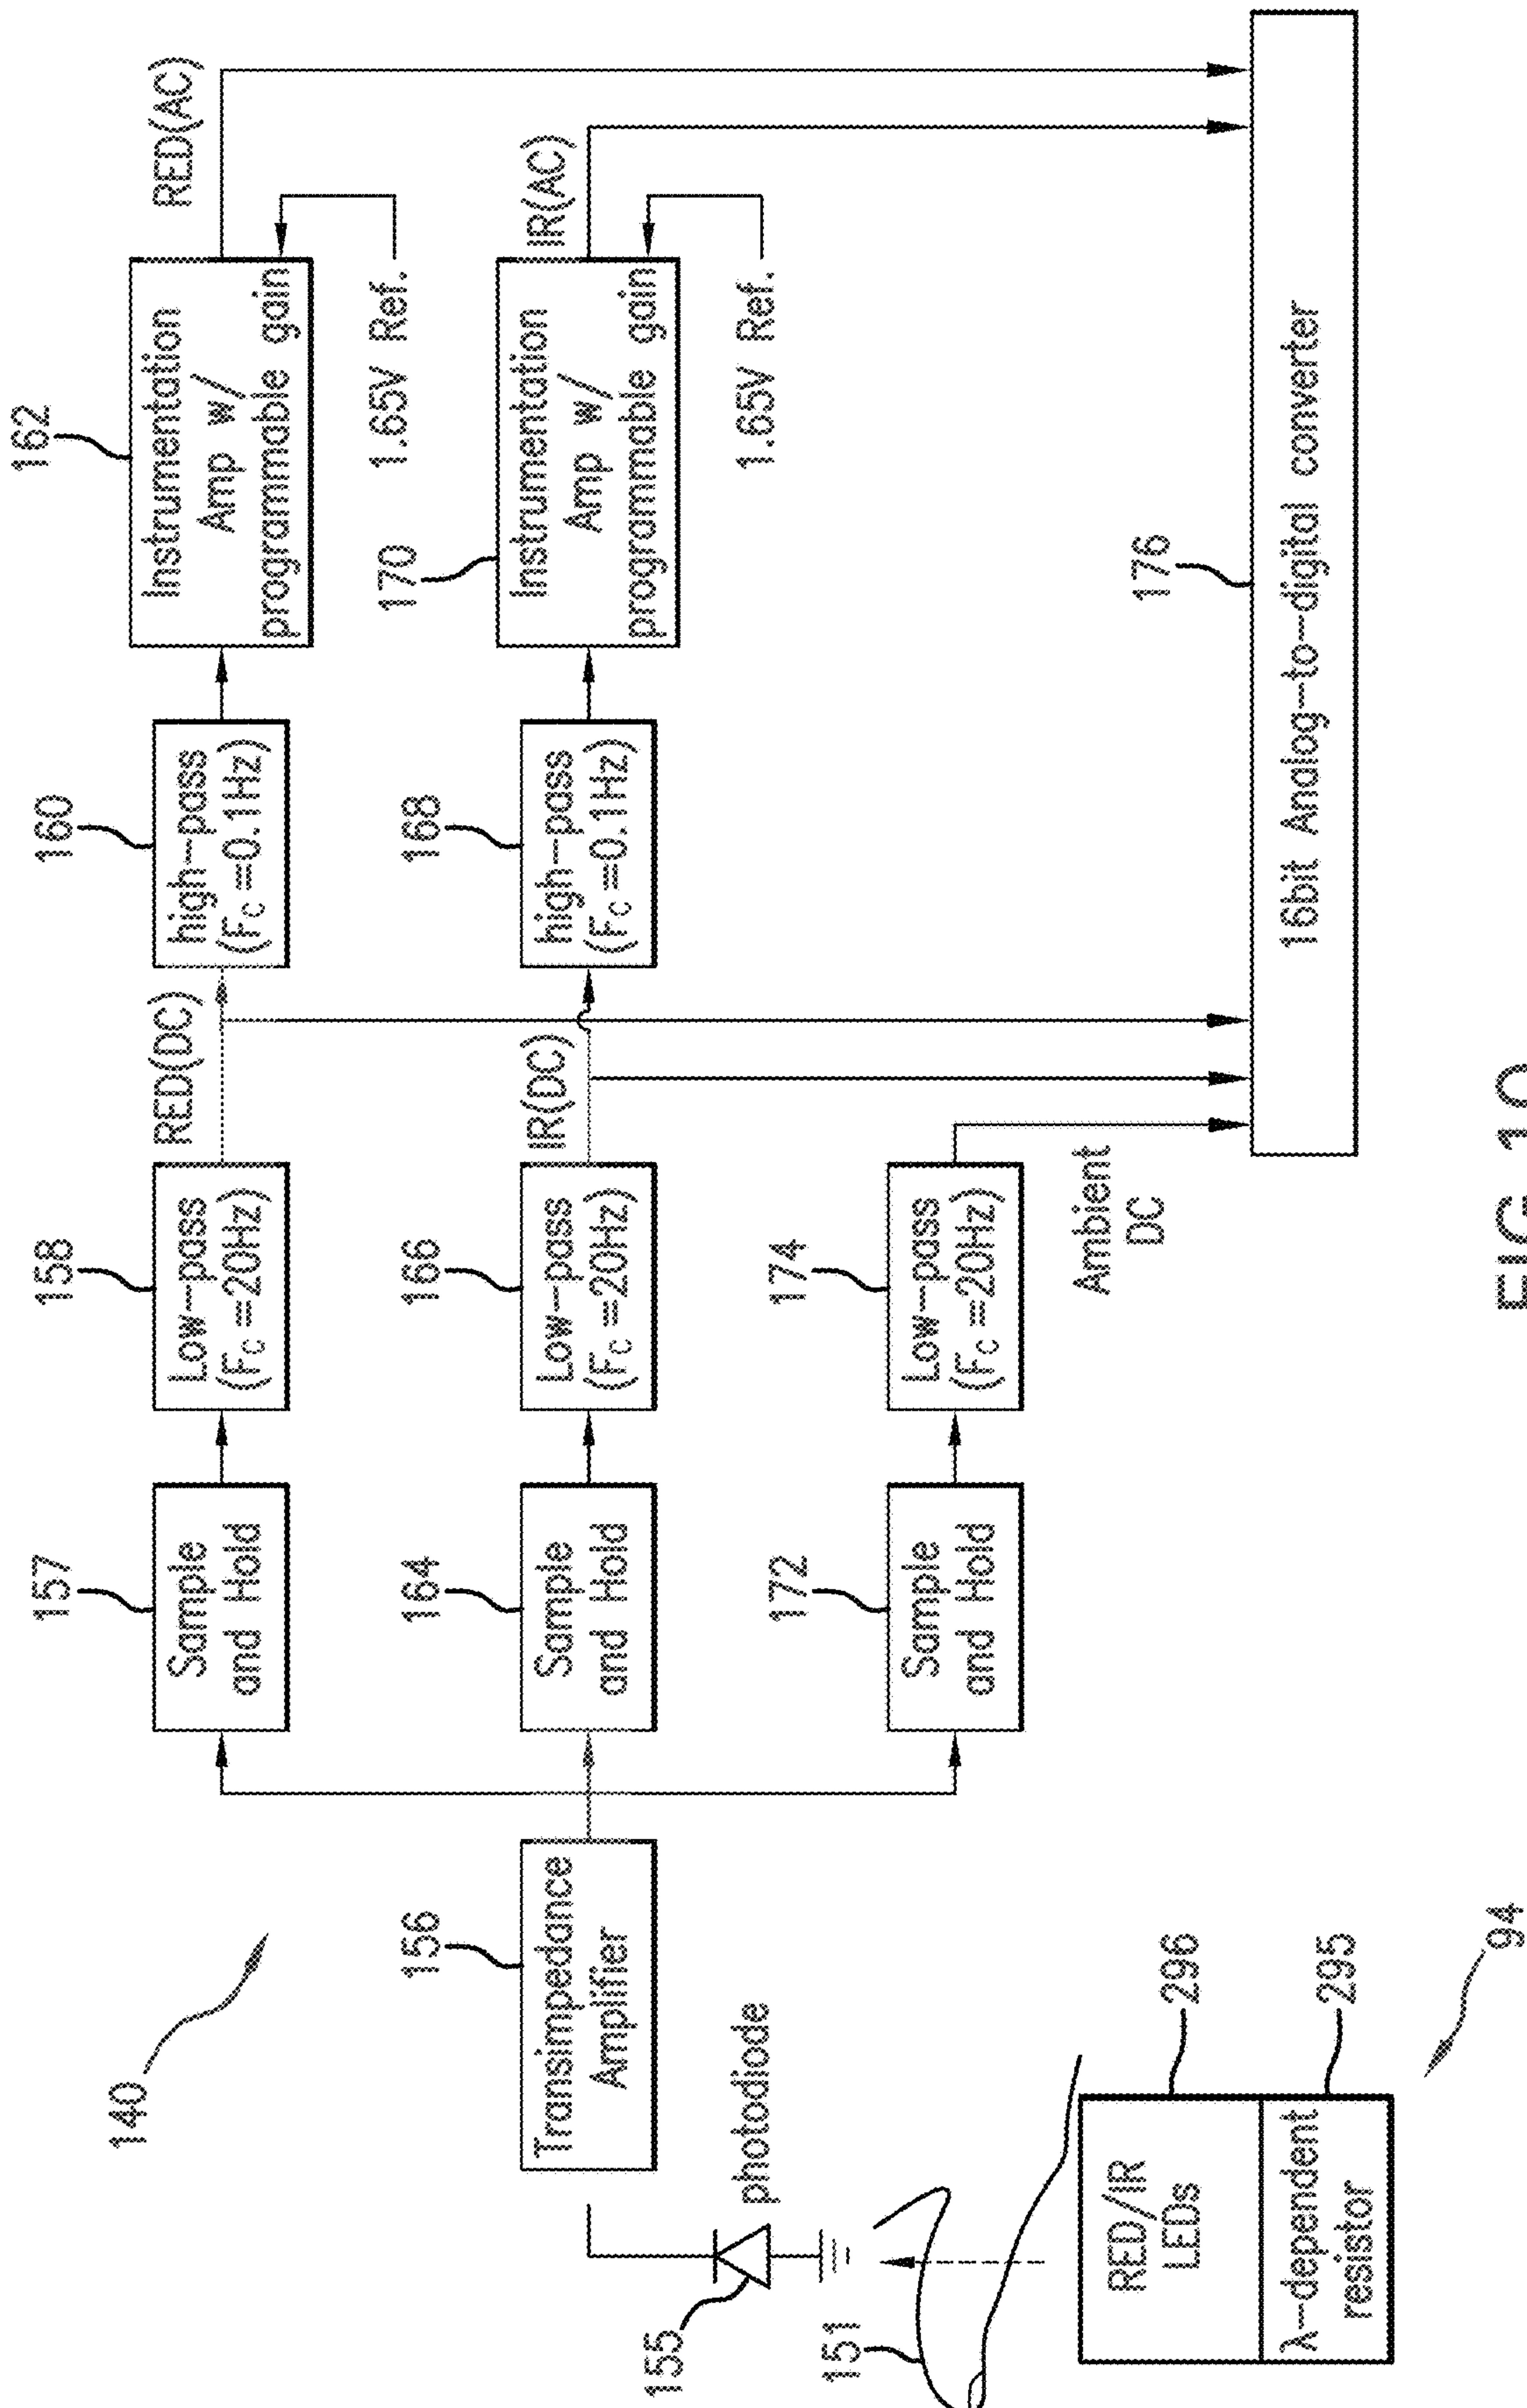 140
162
Instrumentation
Amp w/
programmable gain
RED(AC)
1.65V Ref.
160
high-pass
(FC =0.1Hz)
RED(DC)
158
Low-pass
(FC =20Hz)
157
Sample
and Hold
170
Instrumentation
Amp w/
programmable gain
IR(AC)
1.65V Ref.
168
high-pass
(FC =0.1Hz)
IR(DC)
166
Low-pass
(FC =20Hz)
164
Sample
and Hold
156
Transimpedance
Amplifier
174
Low-pass
(FC =20Hz)
172
Sample
and Hold
Ambient
DC
155
photodiode
151
176
16bit Analog-to-digital converter
296
RED/IR
LEDs
295
λ-dependent
resistor
94
FIG. 10